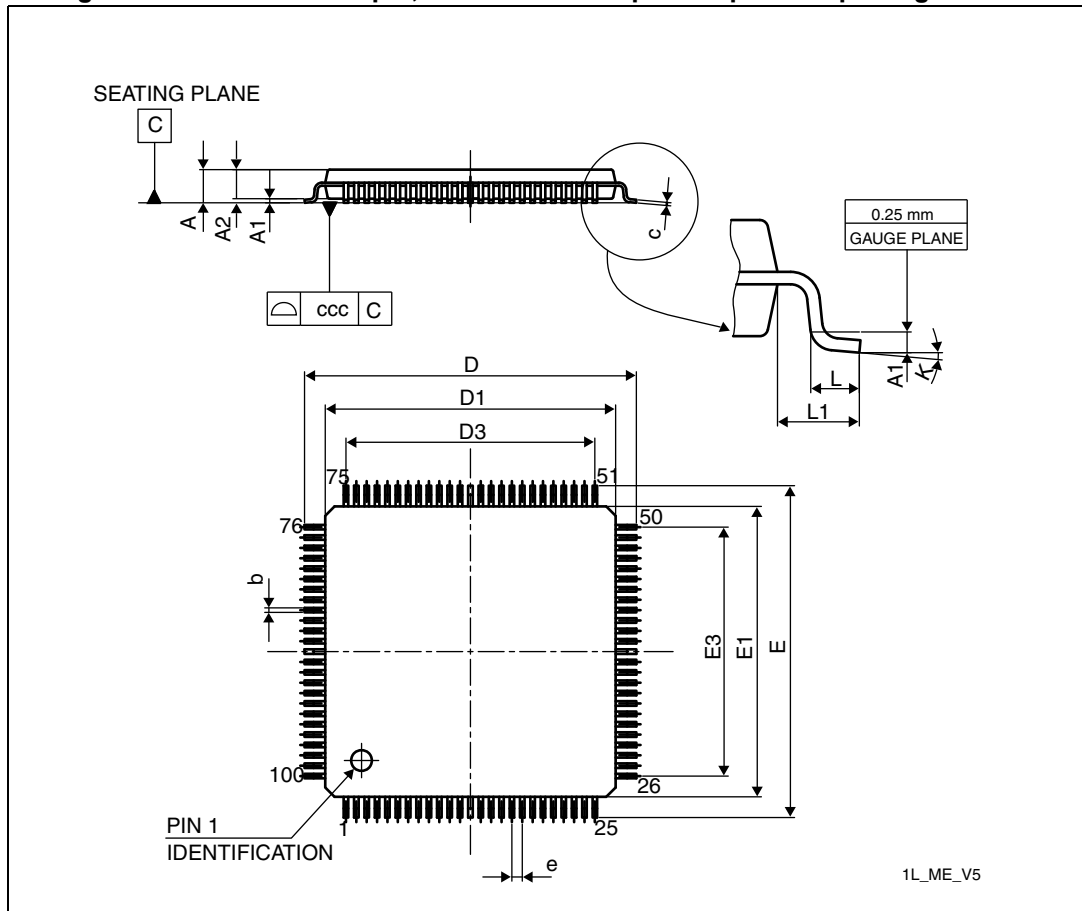 SEATING PLANE
C
A
A2
A1
c
0.25 mm
GAUGE PLANE
ccc C
A1
K
L
L1
D
D1
D3
75
51
76
50
b
E3
E1
E
100
26
PIN 1
IDENTIFICATION
1
25
e
1L_ME_V5